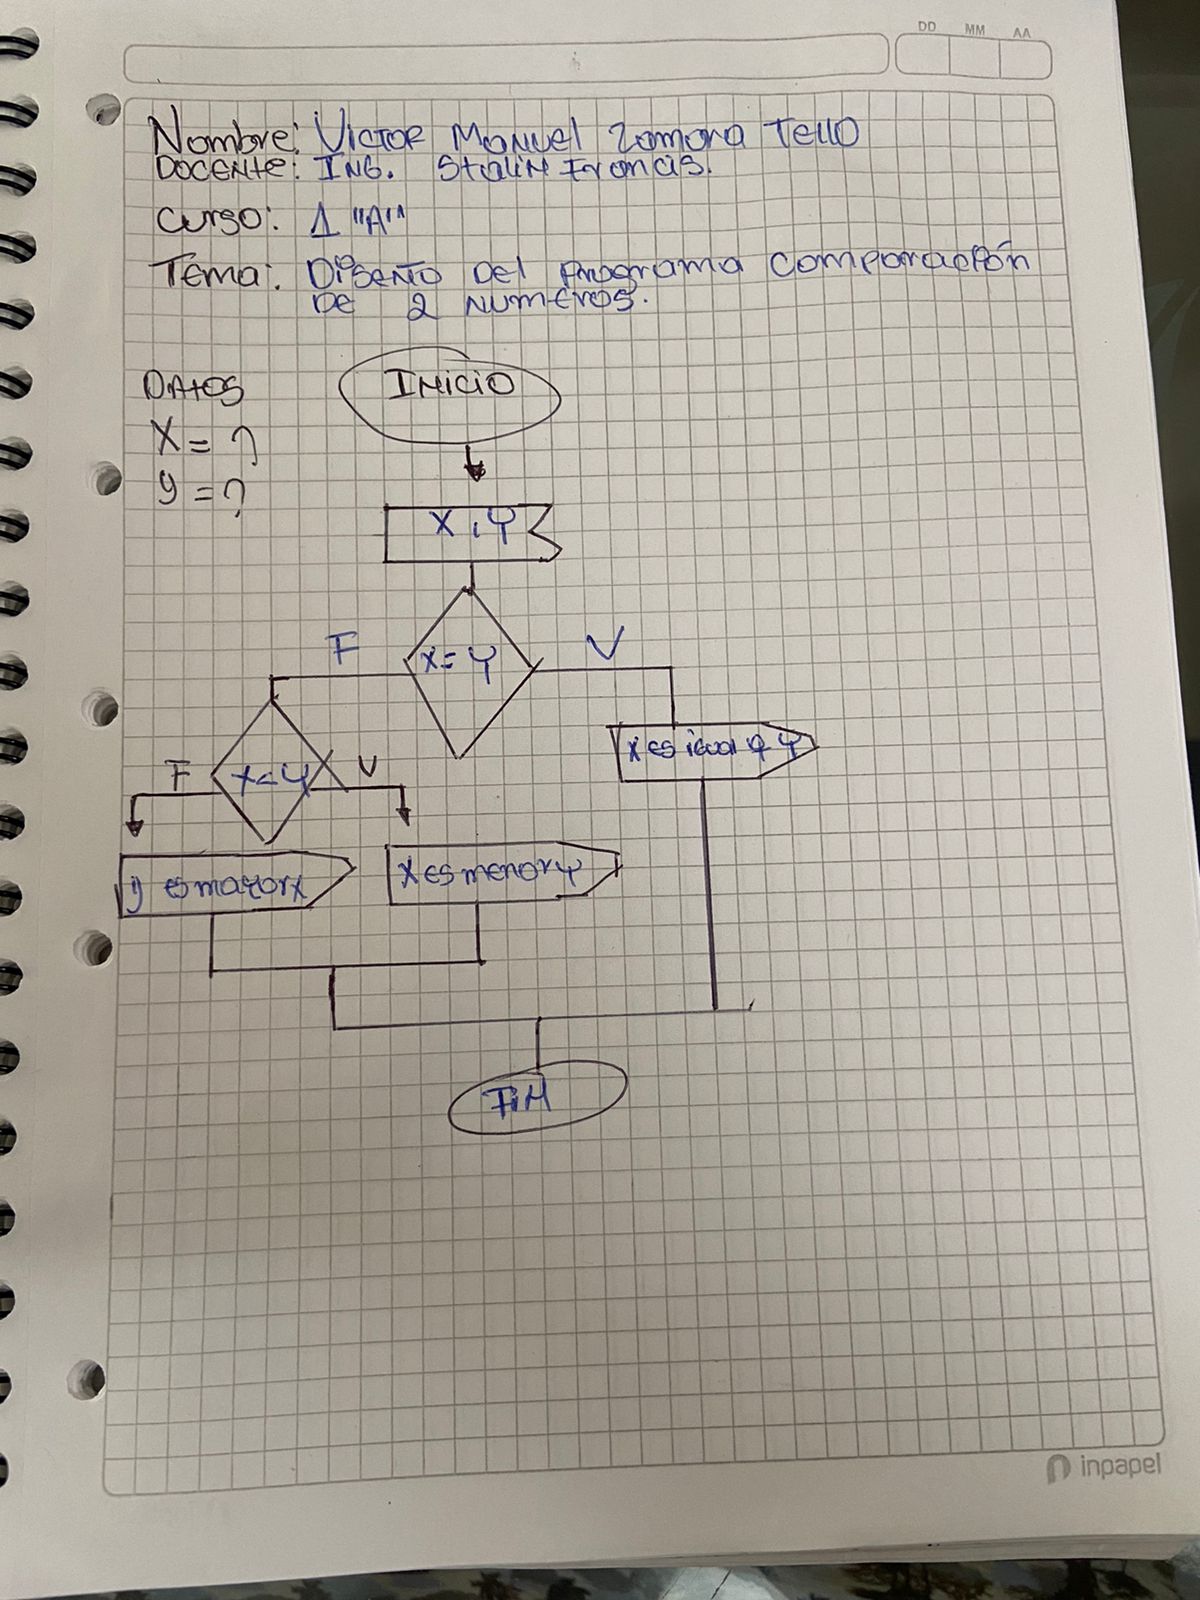 DD MM AA
Nombre: Victor Manuel Zamora Tello
Docente: Ing. Stalin Francis.
Curso: 1 "A"
Tema: Diseño Del Programa Comparación
De 2 numeros.
Datos
X = ?
y = ?
Inicio
X, Y
X = Y
F
V
X < Y
F
V
X es igual q Y
y es mayor x
X es menor y
Fin
inpapel